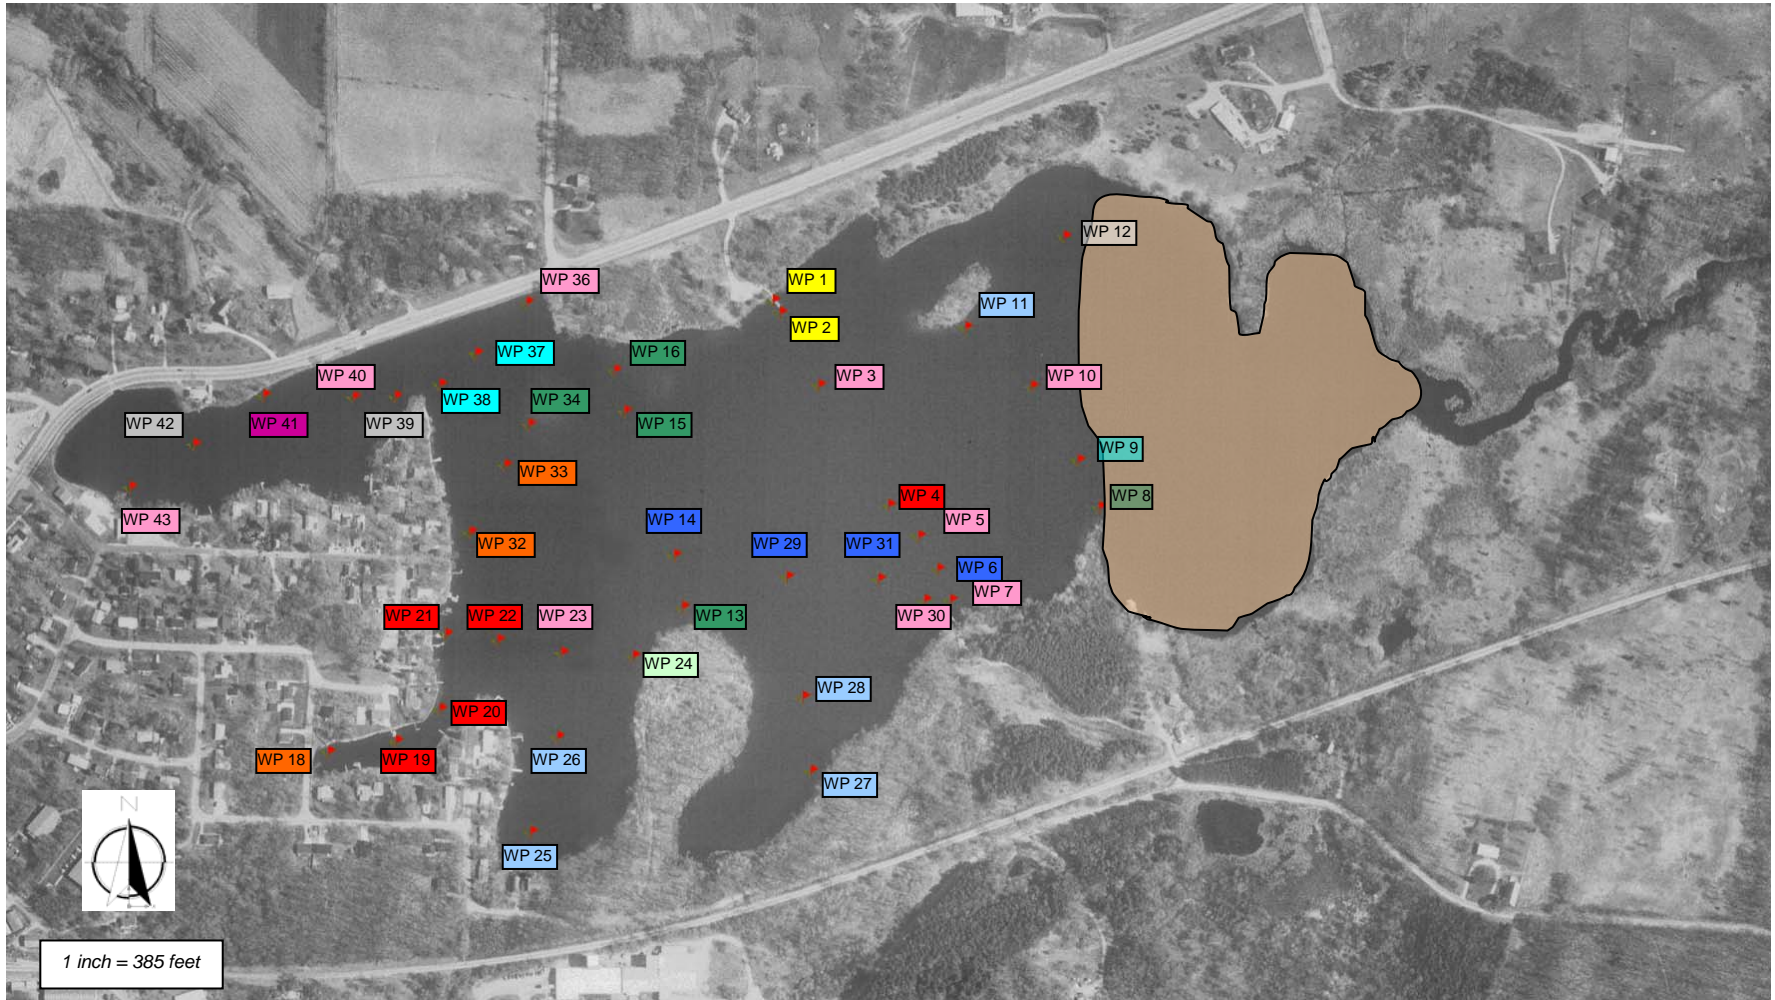 WP 12
WP 36
WP 1
WP 11
WP 2
WP 37
WP 16
WP 40
WP 3
WP 10
WP 38
WP 34
WP 42
WP 41
WP 39
WP 15
WP 9
WP 33
WP 8
WP 4
WP 43
WP 14
WP 5
WP 32
WP 29
WP 31
WP 6
WP 7
WP 21
WP 22
WP 23
WP 13
WP 30
WP 24
WP 28
WP 20
WP 18
WP 19
WP 26
WP 27
N
WP 25
1 inch = 385 feet